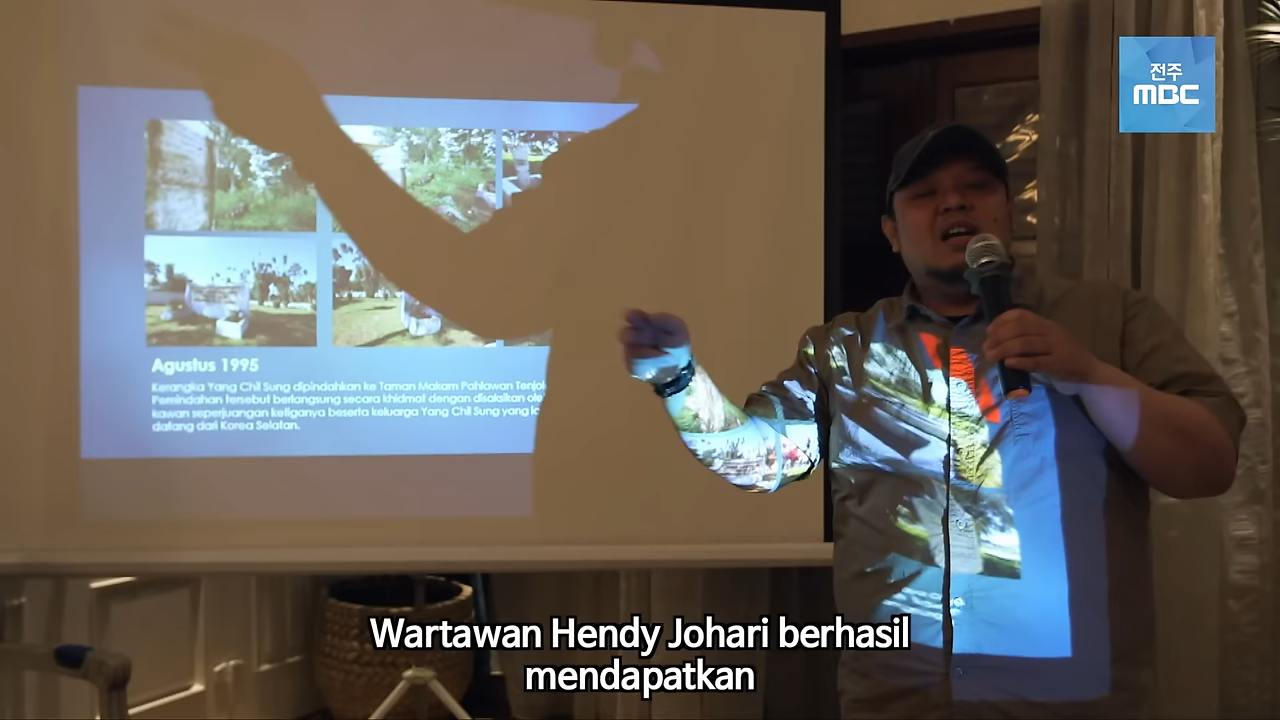 전주
MBC
Agustus 1995
Kerangka Yang Chil Sung dipindahkan ke Taman Makam Pahlawan
Pemindahan tersebut berlangsung secara khidmat dengan disaksikan
kawan seperjuangan ketiganya beserta keluarga Yang Chil Sung yang
datang dari Korea Selatan.
Wartawan Hendy Johari berhasil
mendapatkan